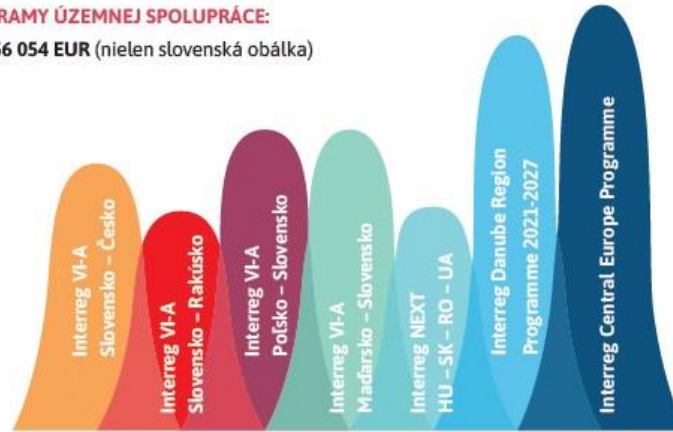 RAMY ÚZEMNEJ SPOLUPRÁCE:
6 054 EUR (nielen slovenská obálka)
Interreg VI-A
Slovensko – Česko
Interreg VI-A
Slovensko – Rakúsko
Interreg VI-A
Poľsko – Slovensko
Interreg VI-A
Maďarsko – Slovensko
Interreg NEXT
HU –SK – RO – UA
Interreg Danube Region
Programme 2021-2027
Interreg Central Europe Programme